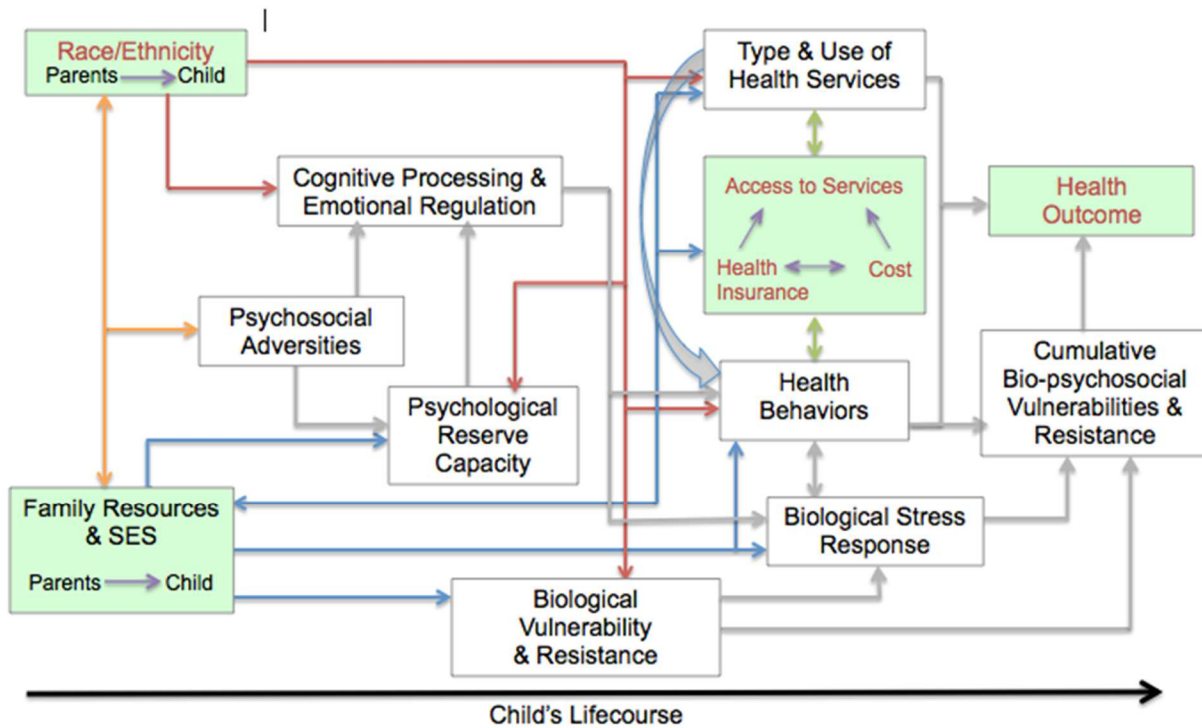 Race/Ethnicity
Parents Child
Type & Use of
Health Services
Cognitive Processing &
Emotional Regulation
Access to Services
Health
Insurance
Cost
Health
Outcome
Psychosocial
Adversities
Psychological
Reserve
Capacity
Health
Behaviors
Cumulative
Bio-psychosocial
Vulnerabilities &
Resistance
Family Resources
& SES
Parents Child
Biological Stress
Response
Biological
Vulnerability
& Resistance
Child's Lifecourse